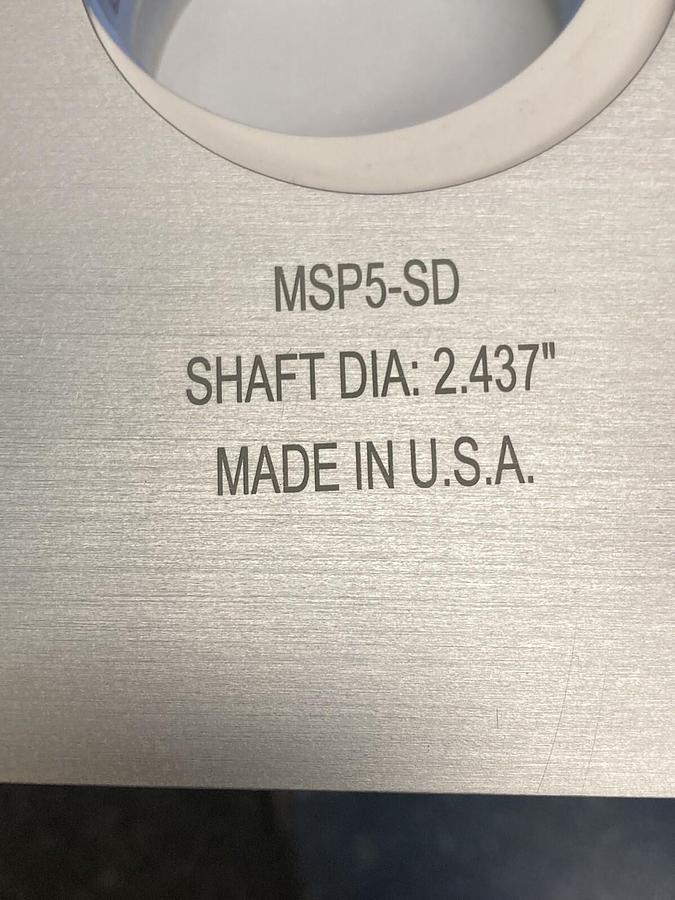 MSP5-SD
SHAFT DIA: 2.437"
MADE IN U.S.A.